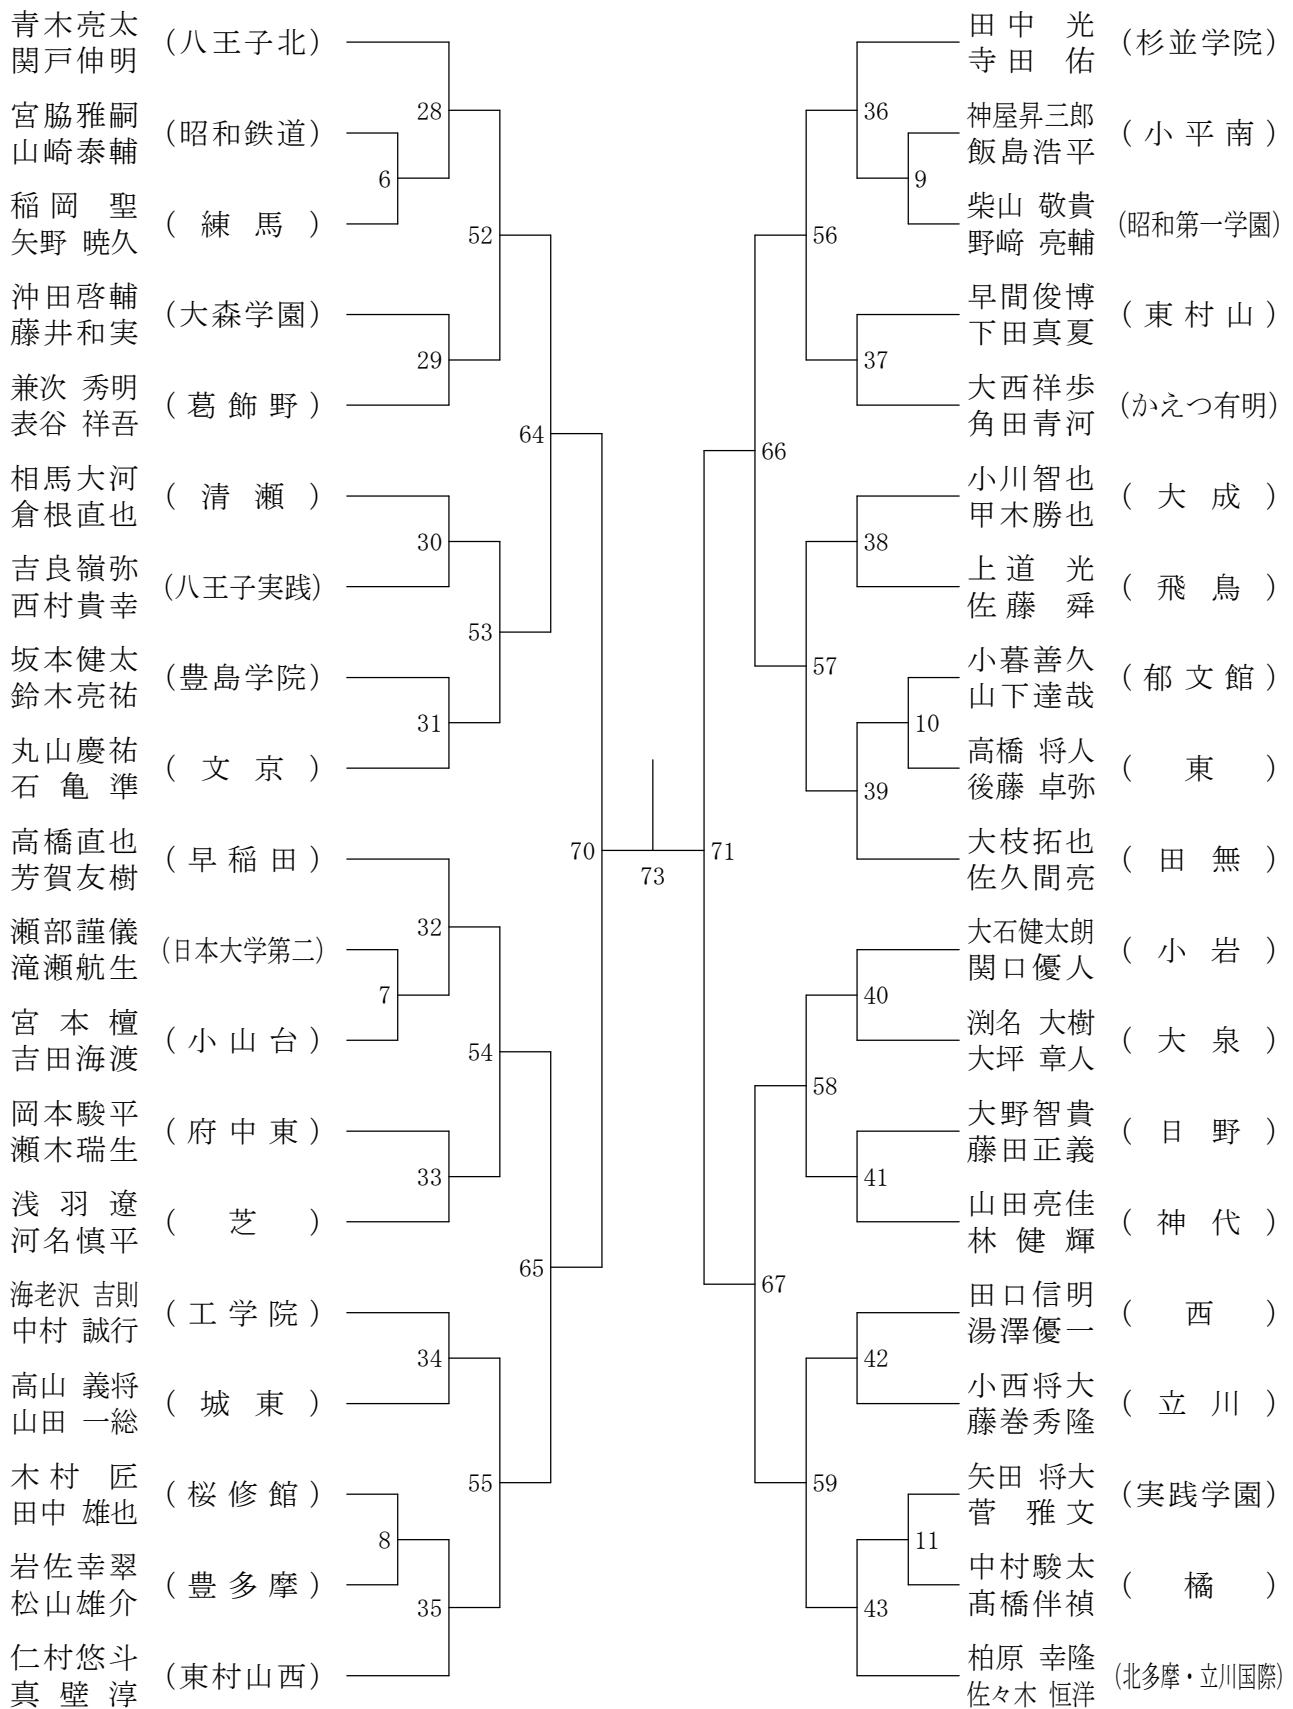 青木亮太
関戸伸明
(八王子北)
宮脇雅嗣
山崎泰輔
(昭和鉄道)
稲岡 聖
矢野 暁久
(練馬)
沖田啓輔
藤井和実
(大森学園)
兼次 秀明
表谷 祥吾
(葛飾野)
相馬大河
倉根直也
(清瀬)
吉良嶺弥
西村貴幸
(八王子実践)
坂本健太
鈴木亮祐
(豊島学院)
丸山慶祐
石亀準
(文京)
高橋直也
芳賀友樹
(早稲田)
瀬部謹儀
滝瀬航生
(日本大学第二)
宮本檀
吉田海渡
(小山台)
岡本駿平
瀬木瑞生
(府中東)
浅羽遼
河名慎平
(芝)
海老沢 吉則
中村 誠行
(工学院)
高山 義将
山田 一総
(城東)
木村 匠
田中 雄也
(桜修館)
岩佐幸翠
松山雄介
(豊多摩)
仁村悠斗
真壁淳
(東村山西)
28
6
52
29
64
30
53
31
70
32
7
54
33
65
34
55
8
35
73
71
36
9
56
37
66
38
57
10
39
40
58
41
67
42
59
11
43
田中 光
寺田 佑
(杉並学院)
神屋昇三郎
飯島浩平
(小平南)
柴山 敬貴
野﨑 亮輔
(昭和第一学園)
早間俊博
下田真夏
(東村山)
大西祥歩
角田青河
(かえつ有明)
小川智也
甲木勝也
(大成)
上道 光
佐藤 舜
(飛鳥)
小暮善久
山下達哉
(郁文館)
高橋 将人
後藤 卓弥
(東)
大枝拓也
佐久間亮
(田無)
大石健太朗
関口優人
(小岩)
渕名 大樹
大坪 章人
(大泉)
大野智貴
藤田正義
(日野)
山田亮佳
林健輝
(神代)
田口信明
湯澤優一
(西)
小西将大
藤巻秀隆
(立川)
矢田 将大
菅 雅文
(実践学園)
中村駿太
髙橋伴禎
(橘)
柏原 幸隆
佐々木 恒洋
(北多摩・立川国際)